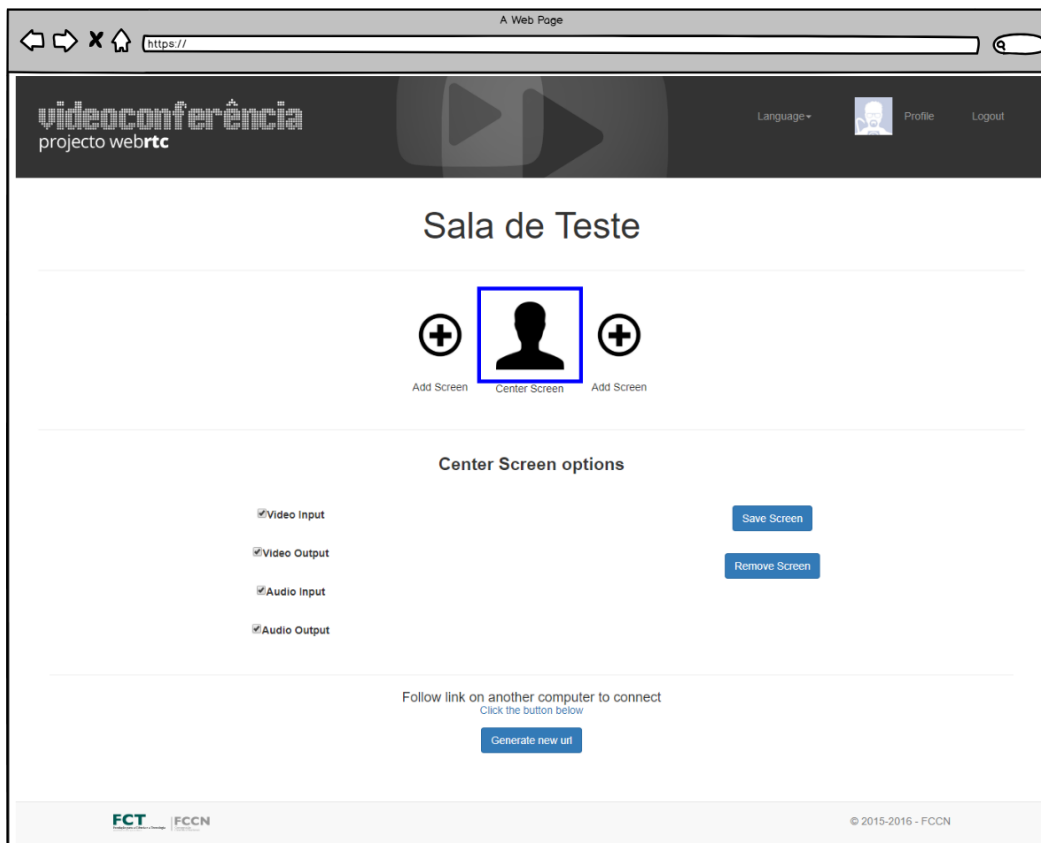 A Web Page
https://
videoconferência
projecto webrtc
Language
Profile
Logout
Sala de Teste
Add Screen
Center Screen
Add Screen
Center Screen options
Video Input
Save Screen
Video Output
Remove Screen
Audio Input
Audio Output
Follow link on another computer to connect
Click the button below
Generate new url
FCT
FCCN
© 2015-2016 - FCCN